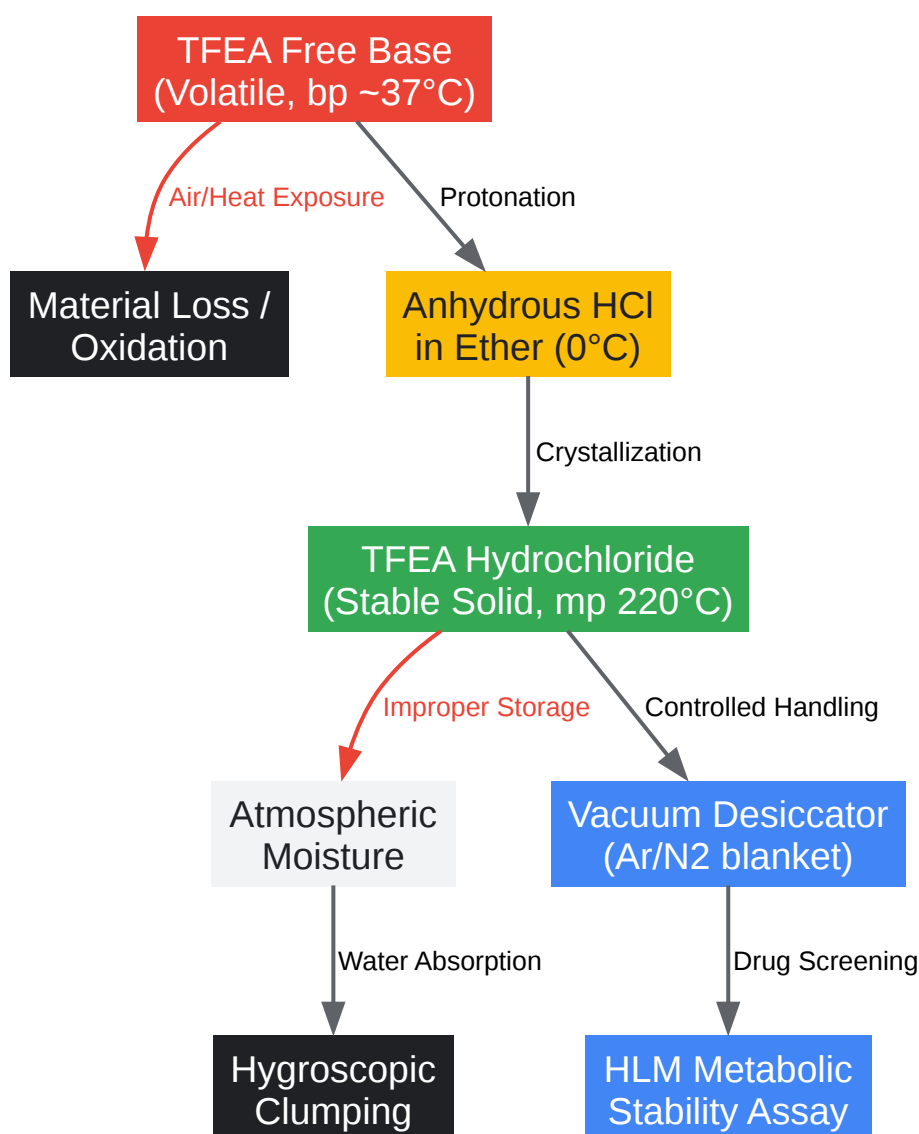 TFEA Free Base
(Volatile, bp ~37°C)
Air/Heat Exposure
Protonation
Material Loss /
Oxidation
Anhydrous HCl
in Ether (0°C)
Crystallization
TFEA Hydrochloride
(Stable Solid, mp 220°C)
Improper Storage
Controlled Handling
Atmospheric
Moisture
Vacuum Desiccator
(Ar/N2 blanket)
Water Absorption
Drug Screening
Hygroscopic
Clumping
HLM Metabolic
Stability Assay